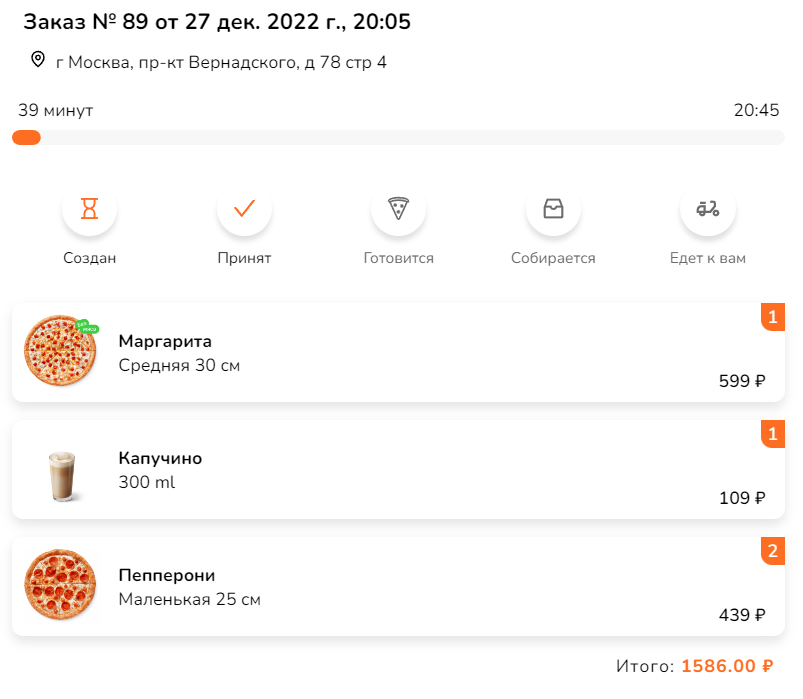 Заказ № 89 от 27 дек. 2022 г., 20:05
г Москва, пр-кт Вернадского, д 78 стр 4
39 минут 20:45
Создан Принят Готовится Собирается Едет к вам
1
Маргарита
Средняя 30 см
599 ₽
1
Капучино
300 ml
109 ₽
2
Пепперони
Маленькая 25 см
439 ₽
Итого: 1586.00 ₽